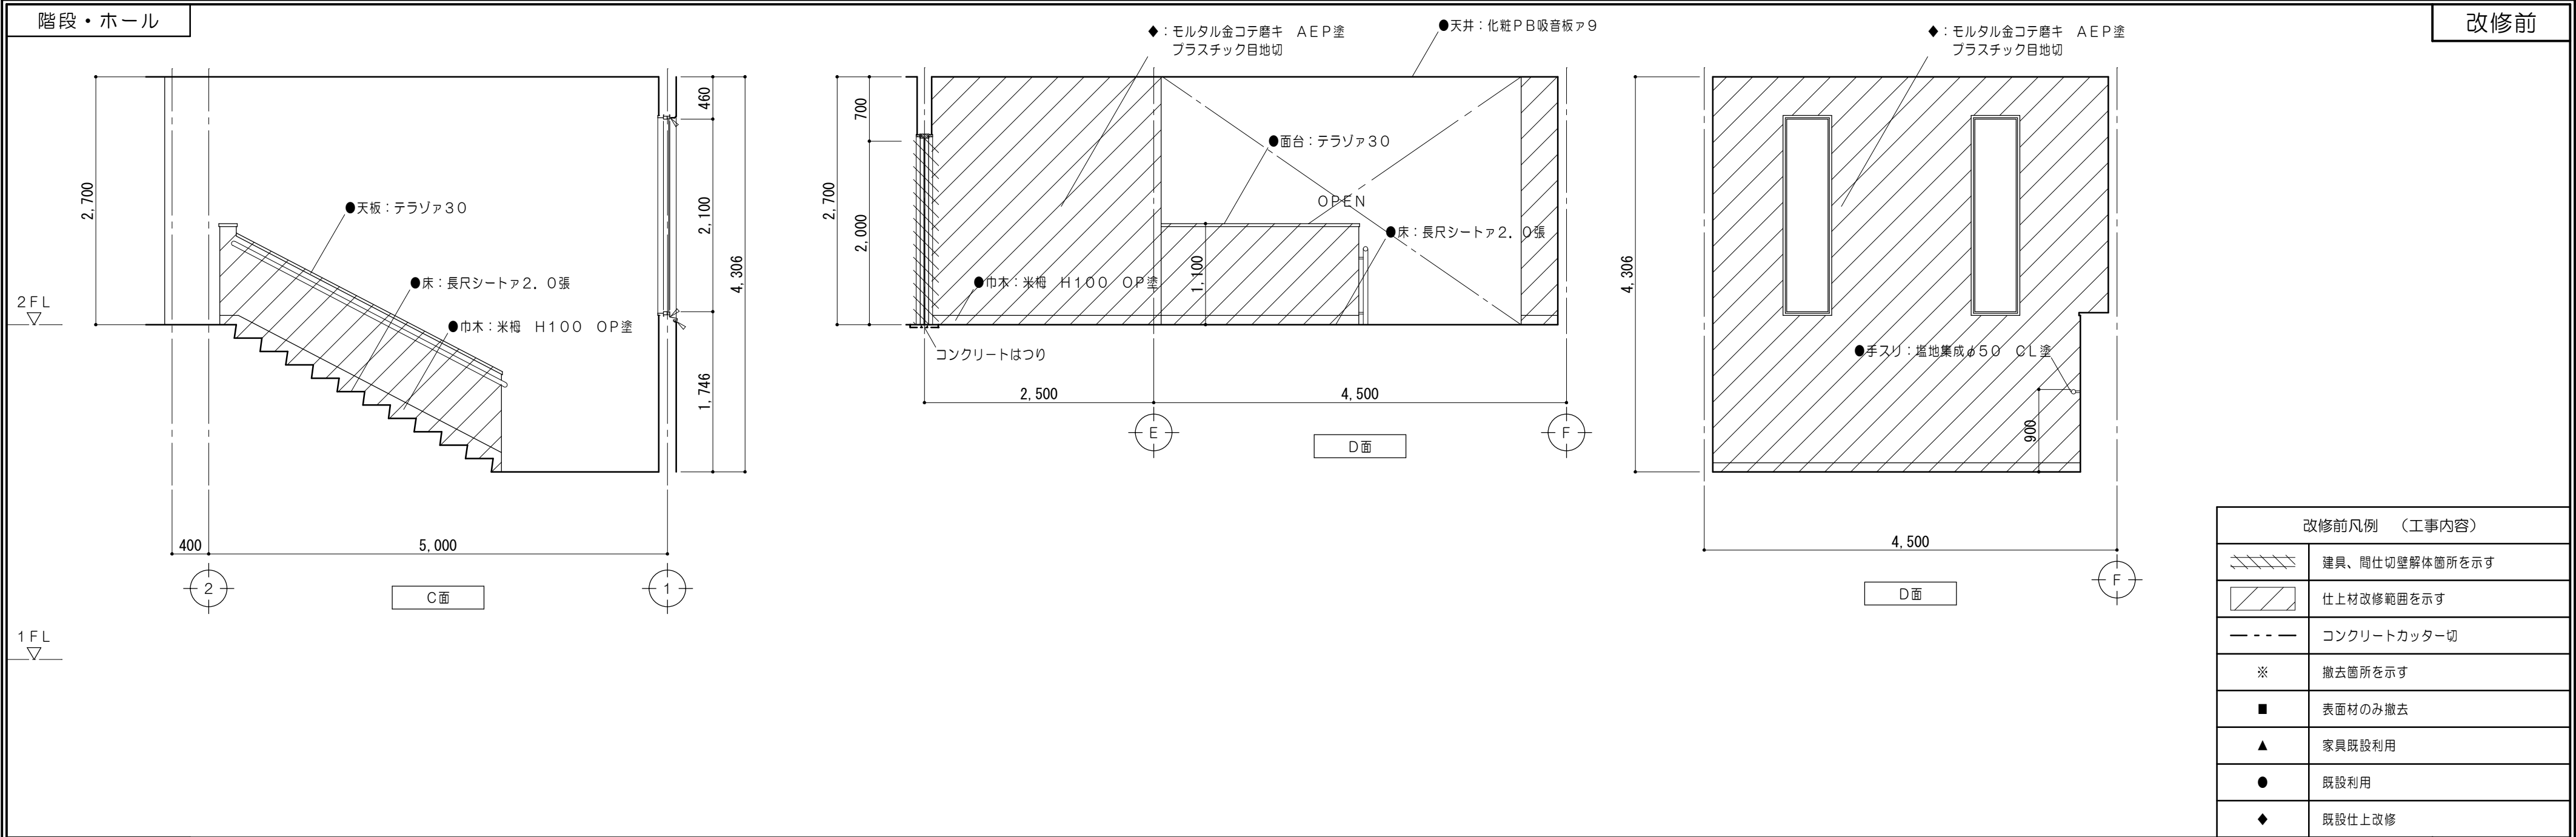 階段・ホール
改修前
◆：モルタル金コテ磨キ　ＡＥＰ塗
プラスチック目地切
●天井：化粧ＰＢ吸音板ァ９
◆：モルタル金コテ磨キ　ＡＥＰ塗
プラスチック目地切
2,700
460
2,100
1,746
4,306
●天板：テラゾァ３０
●床：長尺シートァ２．０張
●巾木：米栂　Ｈ１００　ＯＰ塗
２ＦＬ
１ＦＬ
400
5,000
2
1
Ｃ面
2,700
700
2,000
●面台：テラゾァ３０
ＯＰＥＮ
●床：長尺シートァ２．０張
●巾木：米栂　Ｈ１００　ＯＰ塗
1,100
コンクリートはつり
2,500
4,500
E
F
Ｄ面
4,306
●手スリ：塩地集成φ５０　ＣＬ塗
900
4,500
F
Ｄ面
改修前凡例　（工事内容）
建具、間仕切壁解体箇所を示す
仕上材改修範囲を示す
コンクリートカッター切
※　撤去箇所を示す
■　表面材のみ撤去
▲　家具既設利用
●　既設利用
◆　既設仕上改修